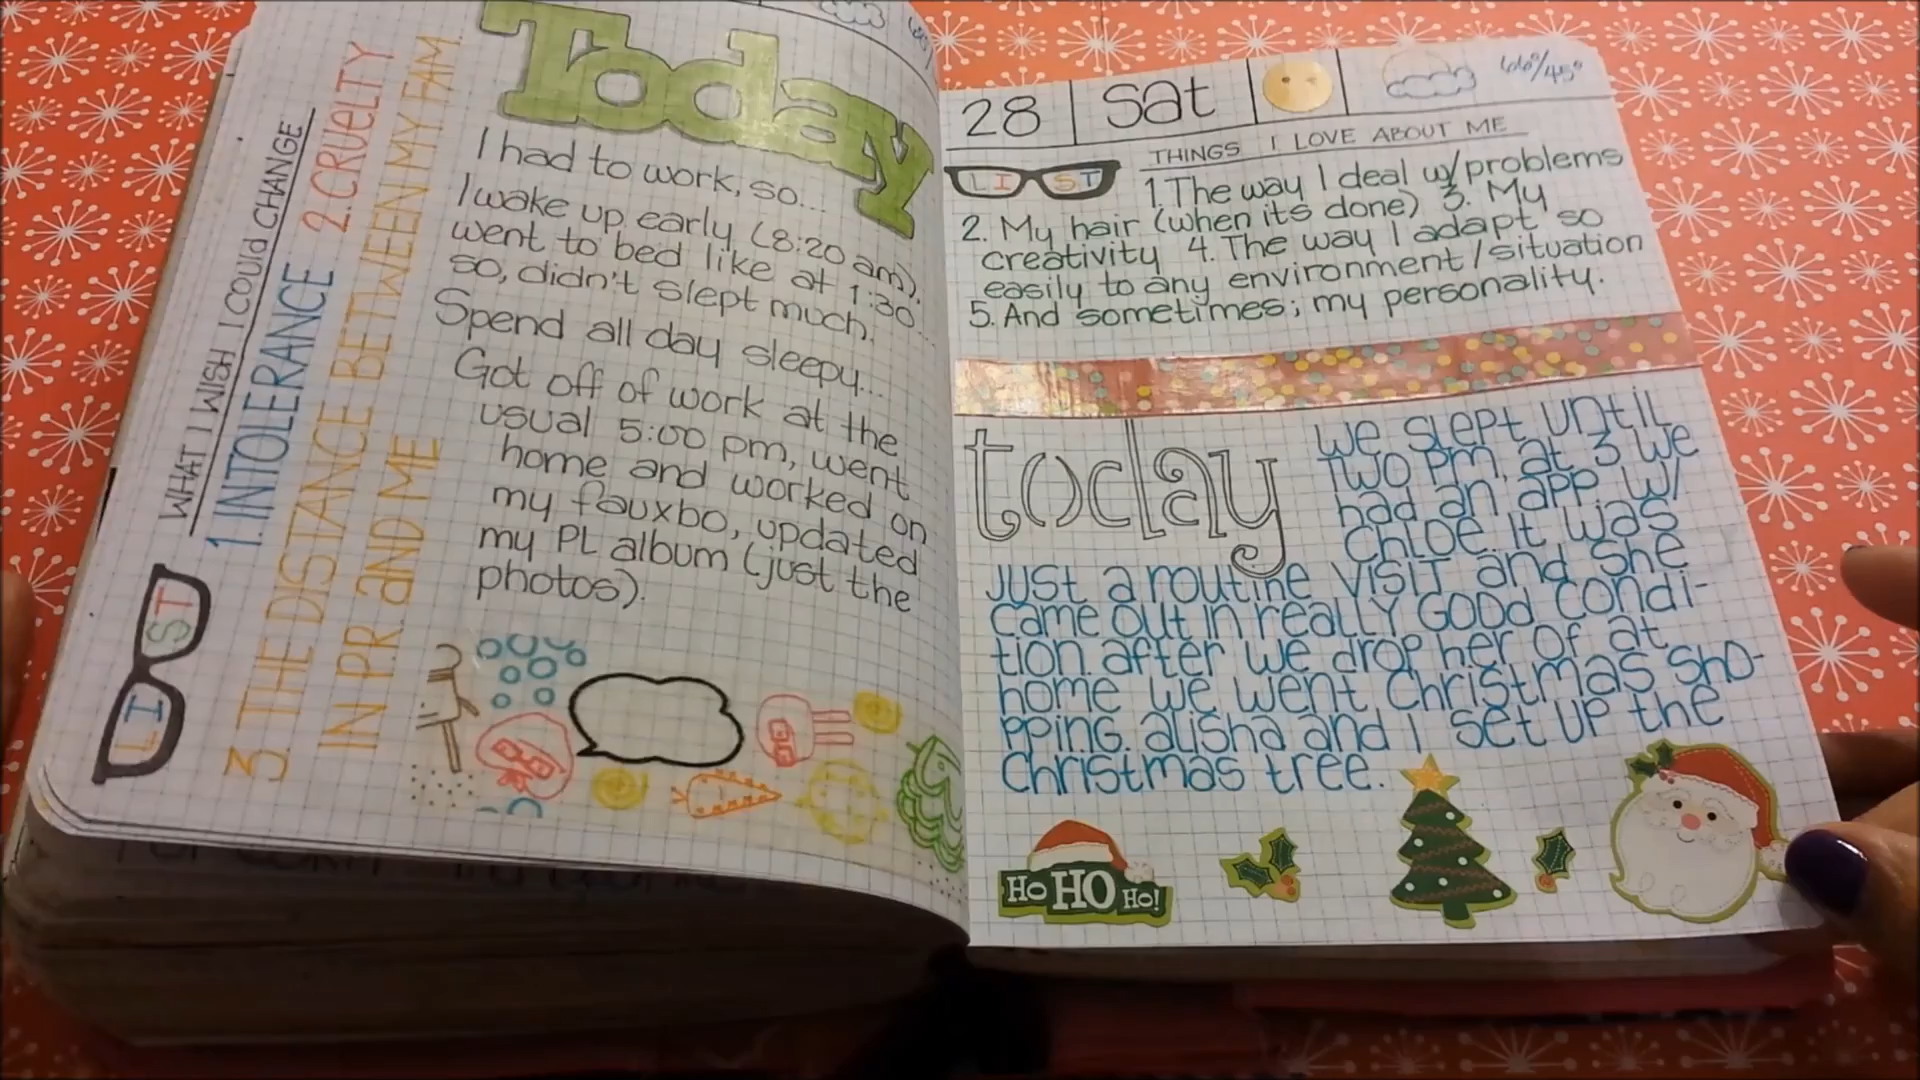 WHAT I WISH I COULD CHANGE
LIST
1. INTOLERANCE 2. CRUELTY
3. THE DISTANCE BETWEEN MY FAM.
IN P.R. and ME
Today
I had to work, so...
I wake up early (8:20 am),
went to bed like at 1:30...
so, didn't slept much.
Spend all day sleepy...
Got off of work at the
usual 5:00 pm, went
home and worked on
my fauxbo, updated
my PL album (just the
photos).
28 Sat 66°/45°
THINGS I LOVE ABOUT ME
LIST
1. The way I deal w/problems
2. My hair (when its done) 3. My
creativity 4. The way I adapt so
easily to any environment/situation
5. And sometimes; my personality.
today
we slept until
two pm, at 3 we
had an app. w/
Chloe. It was
just a routine visit and she
came out in really good condi-
tion. after we drop her of at
home we went Christmas sho-
pping. alisha and I set up the
Christmas tree.
Ho HO Ho!